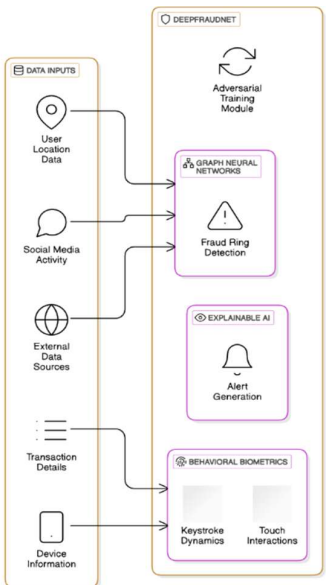 DEEPFRAUDNET
DATA INPUTS
User
Location
Data
Social Media
Activity
External
Data
Sources
Transaction
Details
Device
Information
Adversarial
Training
Module
GRAPH NEURAL
NETWORKS
Fraud Ring
Detection
EXPLAINABLE AI
Alert
Generation
BEHAVIORAL BIOMETRICS
Keystroke
Dynamics
Touch
Interactions